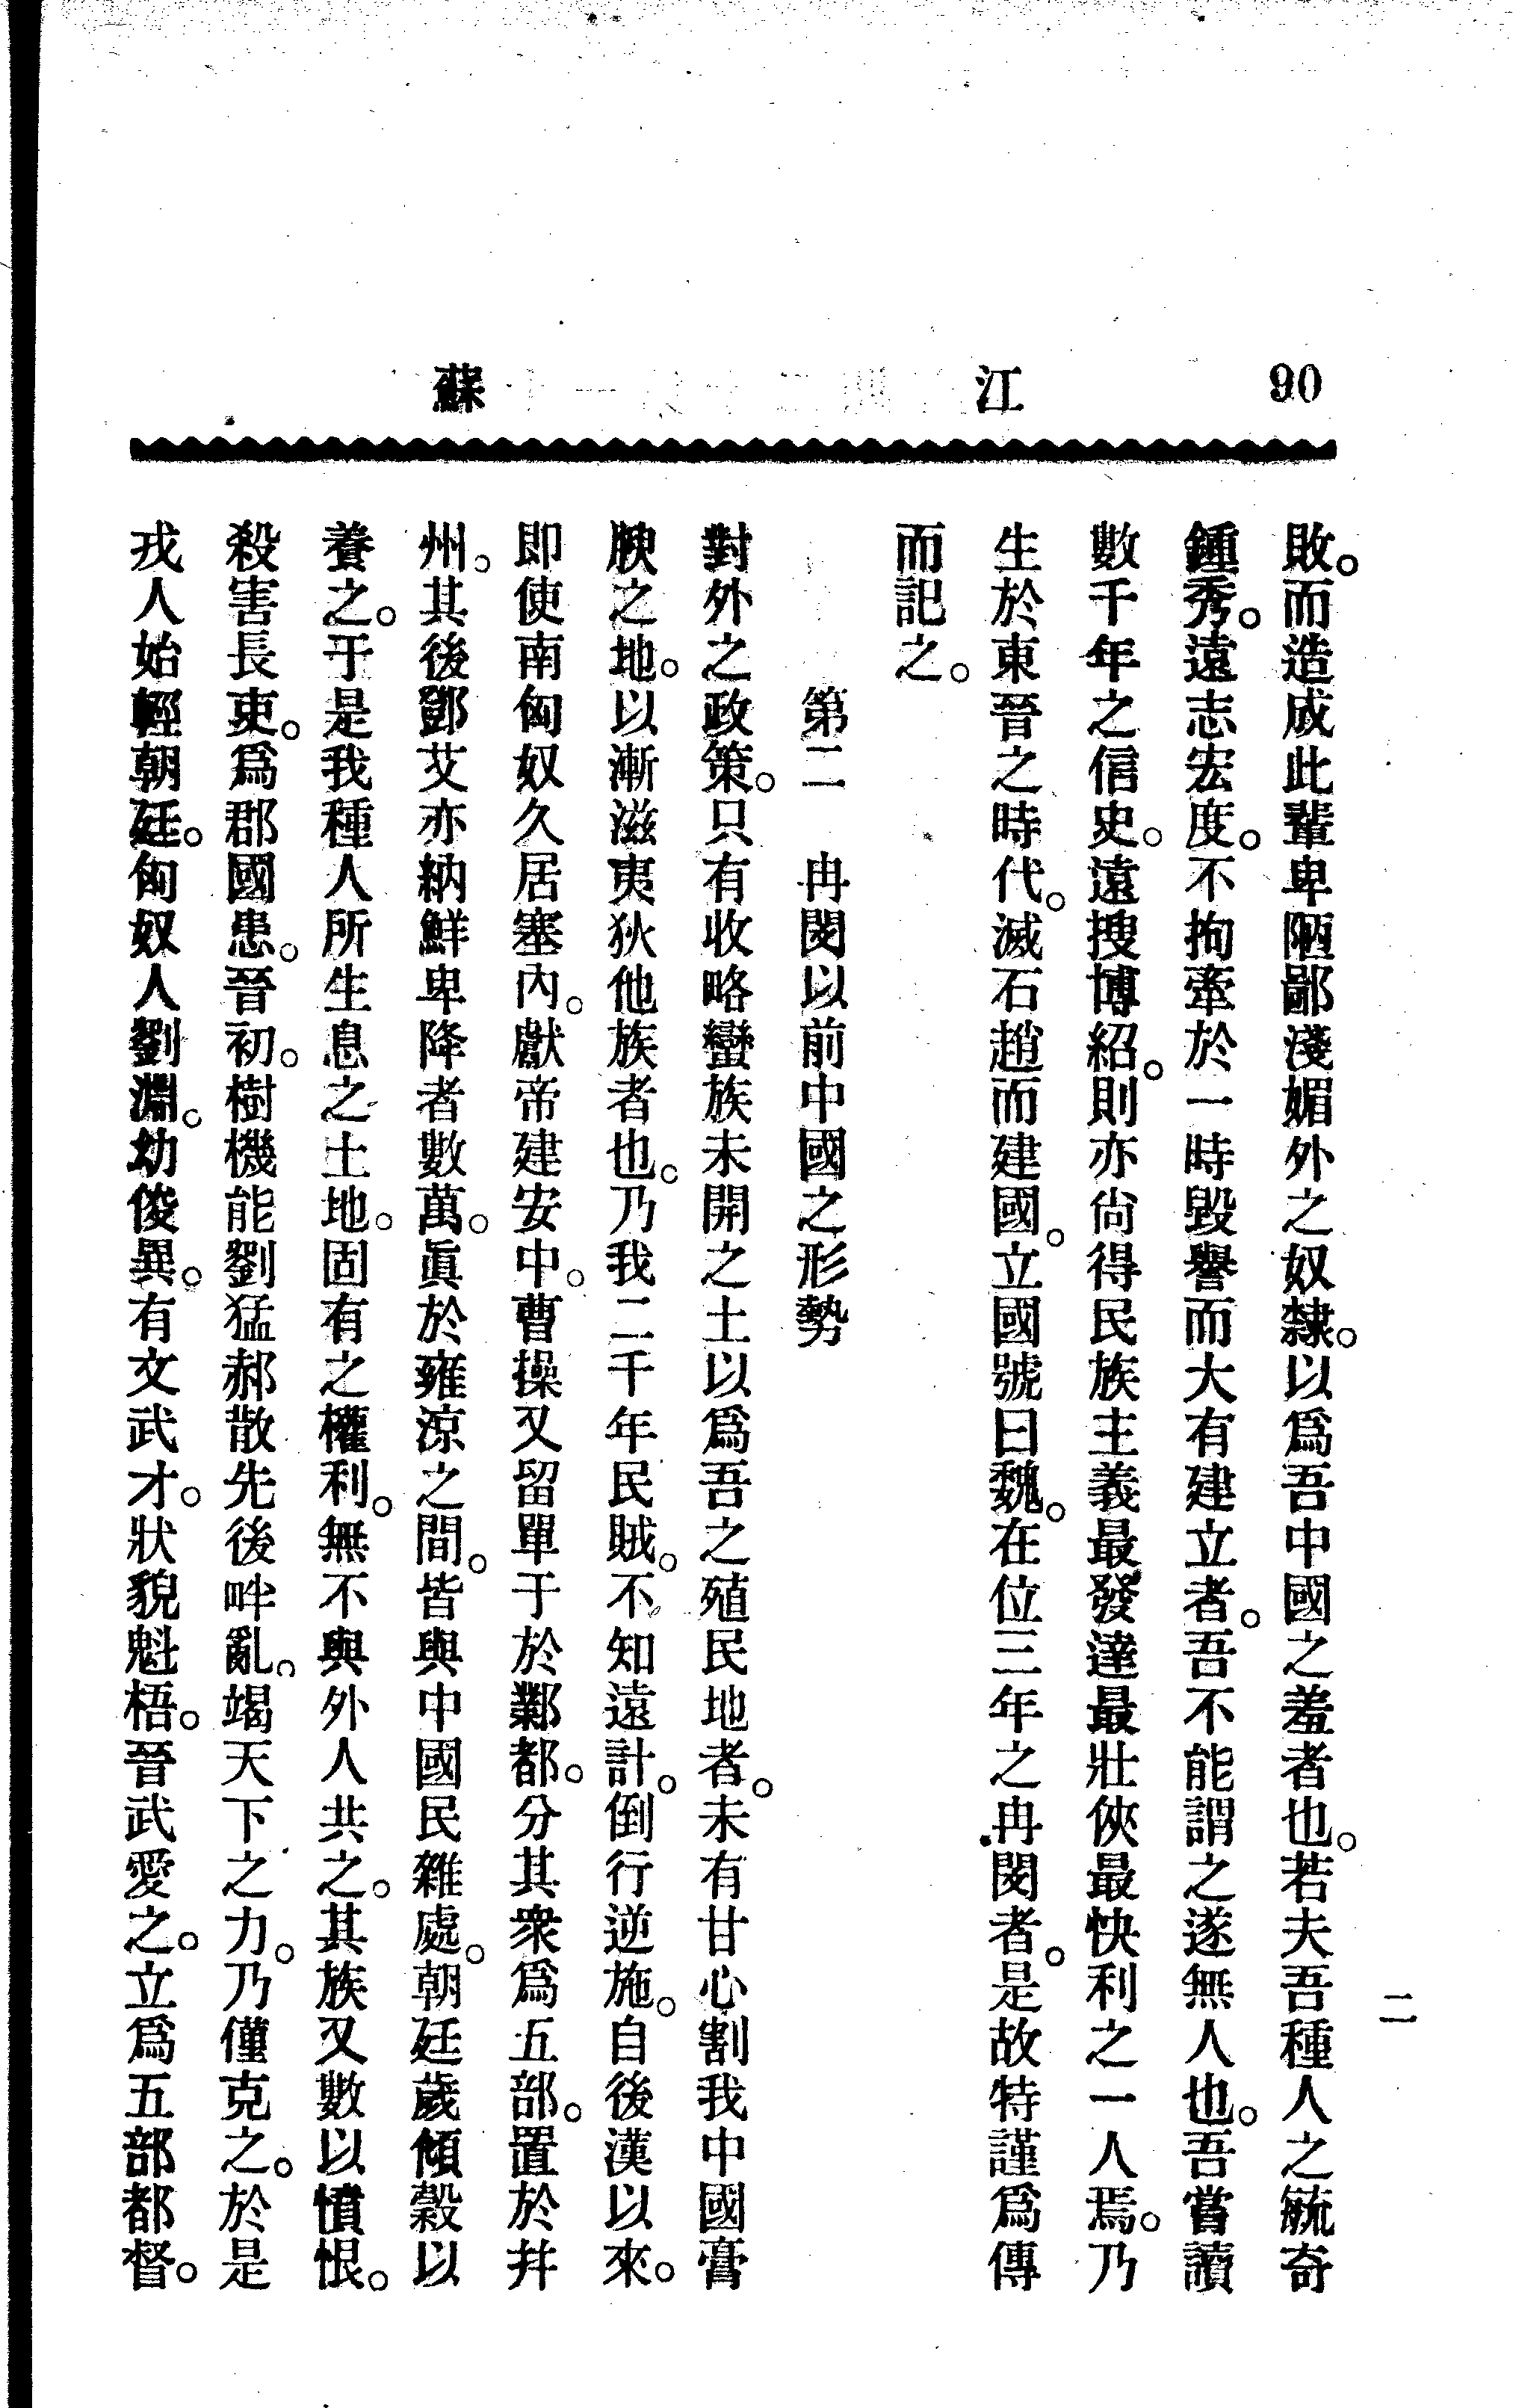 90
江蘇
二
敗。而造成此輩卑陋鄙淺媚外之奴隸。以爲吾中國之羞者也。若夫吾種人之毓奇
鍾秀。遠志宏度。不拘牽於一時毀譽而大有建立者。吾不能謂之遂無人也。吾嘗讀
數千年之信史。遠搜博紹。則亦尙得民族主義最發達最壯俠最快利之一人焉。乃
生於東晉之時代。滅石趙而建國。立國號曰魏。在位三年之冉閔者。是故特謹爲傳
而記之。
第二　冉閔以前中國之形勢
對外之政策。只有收略蠻族未開之土以爲吾之殖民地者。未有甘心割我中國膏
腴之地。以漸滋夷狄他族者也。乃我二千年民賊。不知遠計。倒行逆施。自後漢以來。
即使南匈奴久居塞內。獻帝建安中。曹操又留單于於鄴都。分其衆爲五部。置於幷
州。其後鄧艾亦納鮮卑降者數萬。眞於雍涼之間。皆與中國民雜處。朝廷歲傾穀以
養之。于是我種人所生息之土地。固有之權利。無不與外人共之。其族又數以憤恨。
殺害長吏。爲郡國患。晉初。樹機能劉猛郝散先後畔亂。竭天下之力。乃僅克之。於是
戎人始輕朝廷。匈奴人劉淵。幼俊異。有文武才。狀貌魁梧。晉武愛之。立爲五部都督。